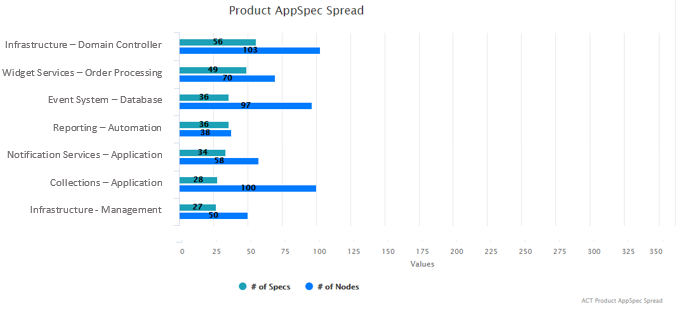 Product AppSpec Spread
Infrastructure – Domain Controller
56
103
Widget Services – Order Processing
49
70
Event System – Database
36
97
Reporting – Automation
36
38
Notification Services – Application
34
58
Collections – Application
28
100
Infrastructure - Management
27
50
0 25 50 75 100 125 150 175 200 225 250 275 300 325 350
Values
# of Specs # of Nodes
ACT Product AppSpec Spread